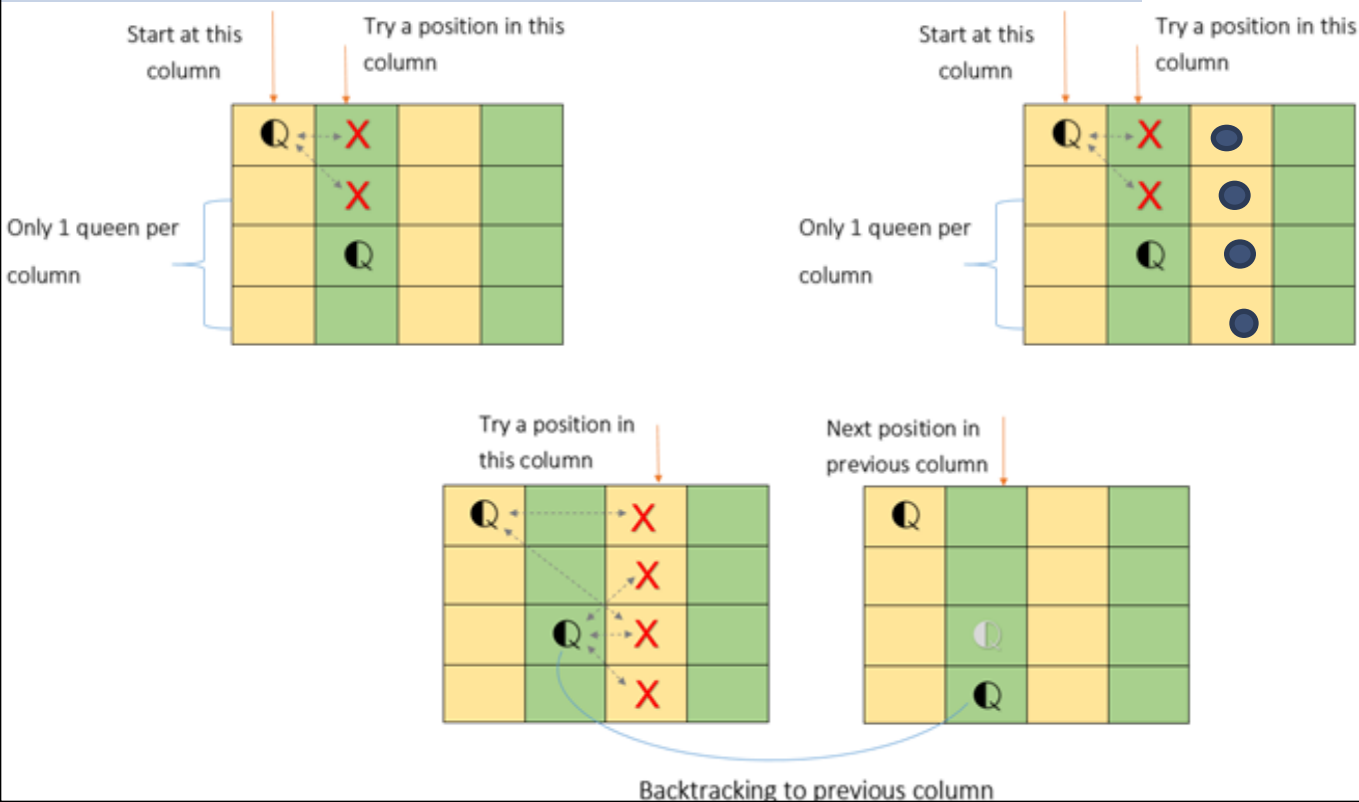 Start at this
column
Try a position in this
column
Q X
X
Only 1 queen per
column
Q
Start at this
column
Try a position in this
column
Q X
X
Only 1 queen per
column
Q
Try a position in
this column
Q X
X
Q X
X
Next position in
previous column
Q
Q
Q
Backtracking to previous column